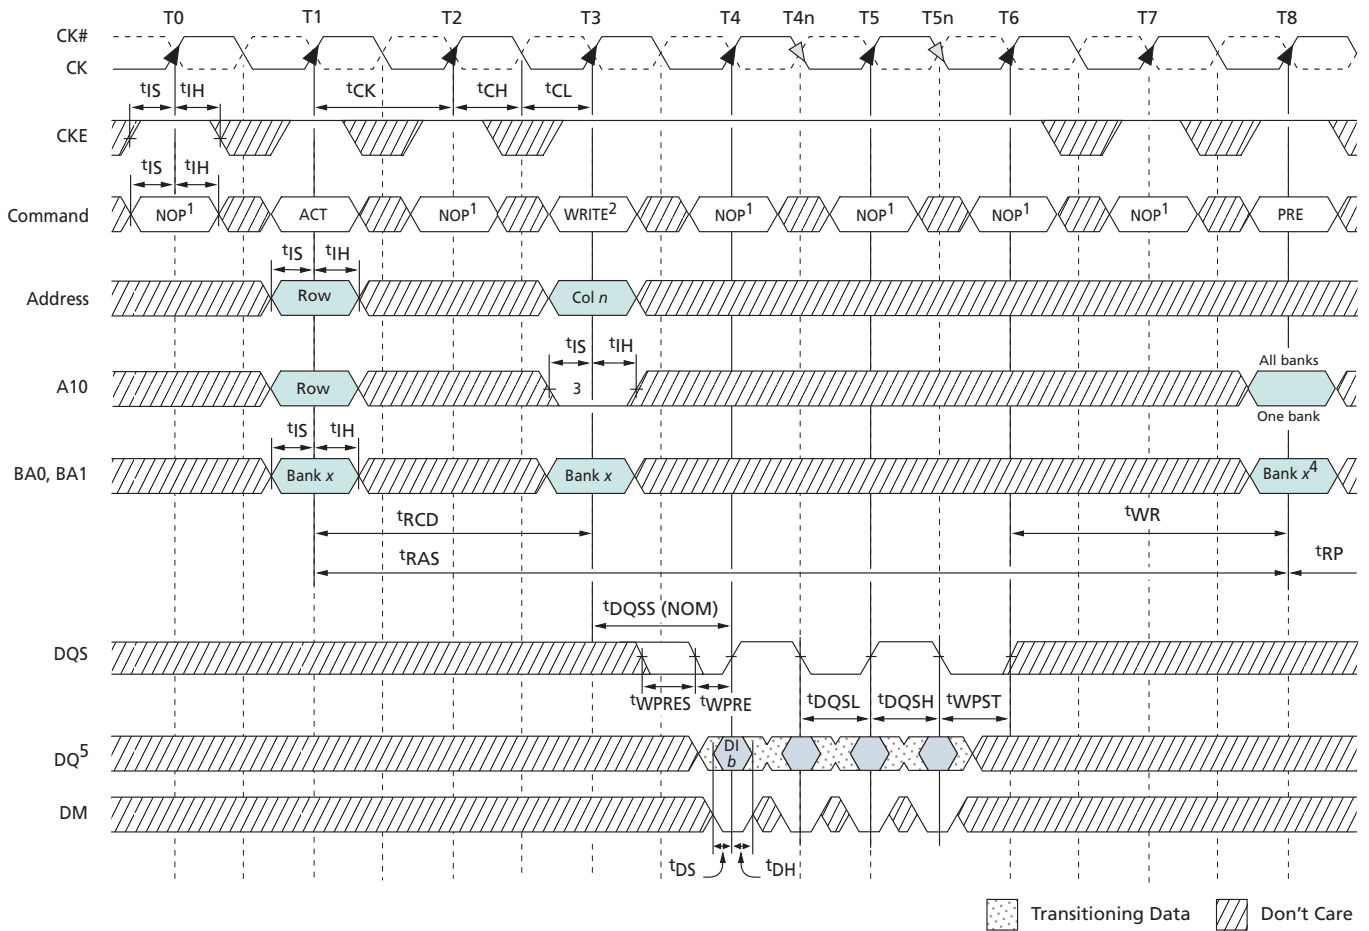 T0 T1 T2 T3 T4 T4n T5 T5n T6 T7 T8
CK#
CK
tIS tIH tCK tCH tCL
CKE
tIS tIH
Command NOP1 ACT NOP1 WRITE2 NOP1 NOP1 NOP1 NOP1 PRE
tIS tIH
Address Row Col n
tIS tIH
All banks
A10 Row 3
One bank
tIS tIH
BA0, BA1 Bank x Bank x Bank x4
tRCD tWR
tRAS tRP
tDQSS (NOM)
DQS
tWPRES tWPRE tDQSL tDQSH tWPST
DQ5 DI
b
DM
tDS tDH
Transitioning Data Don't Care